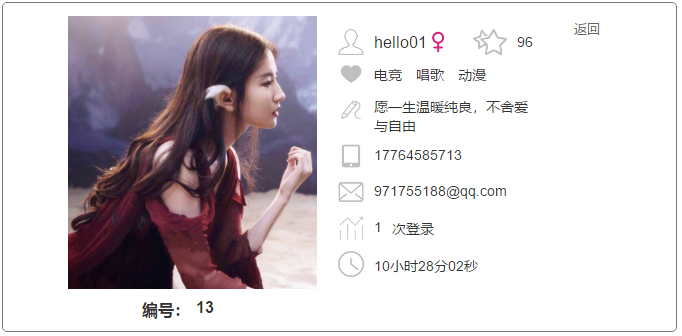 返回
hello01 96
电竞 唱歌 动漫
愿一生温暖纯良，不舍爱
与自由
17764585713
971755188@qq.com
1 次登录
10小时28分02秒
编号： 13